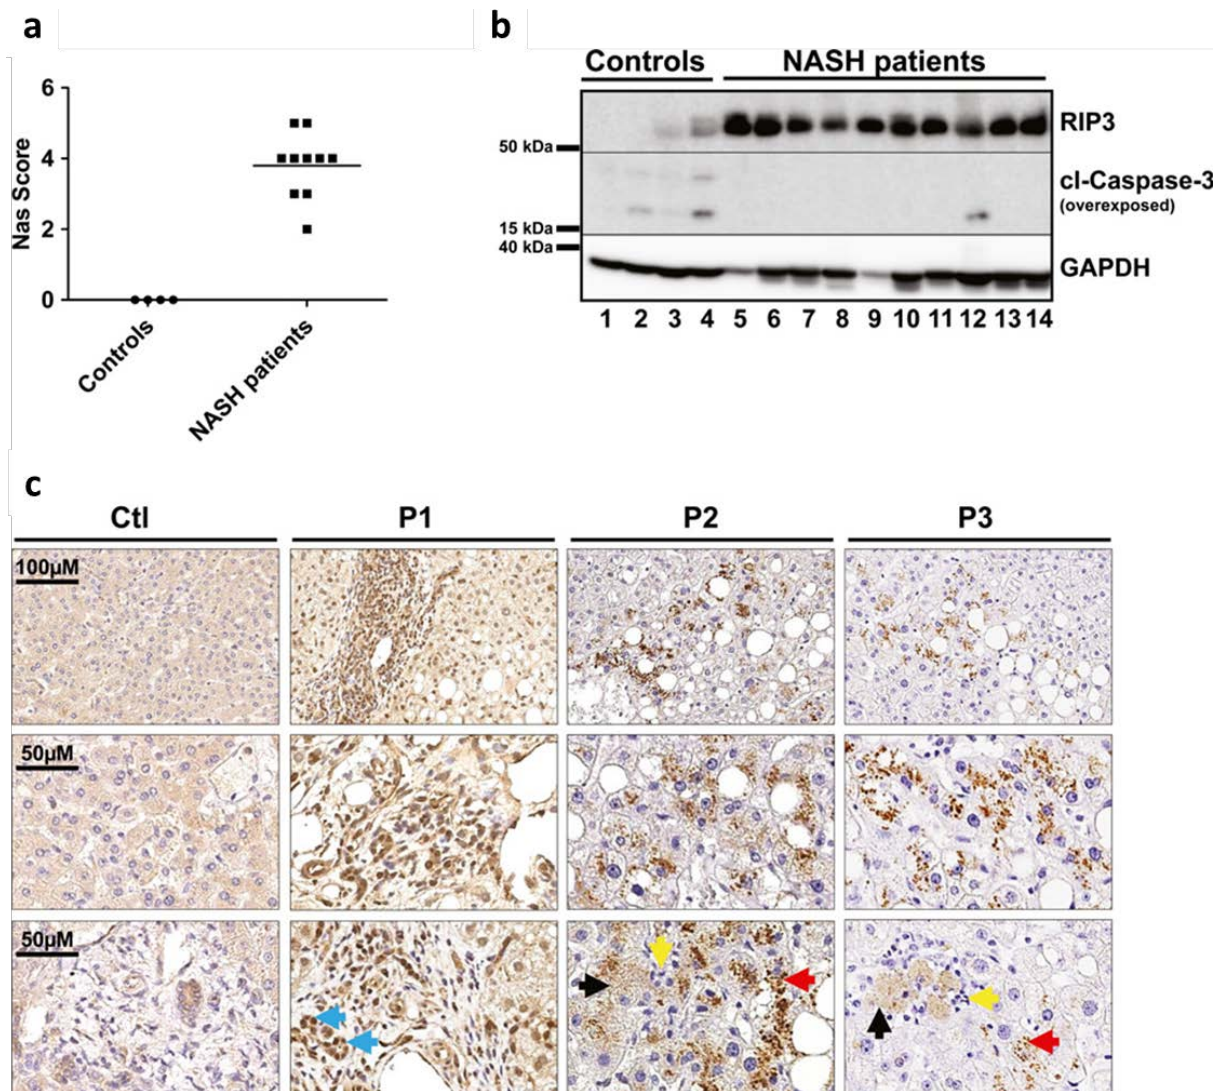 a
6
4
2
0
Nas Score
Controls
NASH patients
b
Controls NASH patients
RIP3
50 kDa
cl-Caspase-3
(overexposed)
15 kDa
40 kDa
GAPDH
1 2 3 4 5 6 7 8 9 10 11 12 13 14
c
Ctl P1 P2 P3
100µM
50µM
50µM